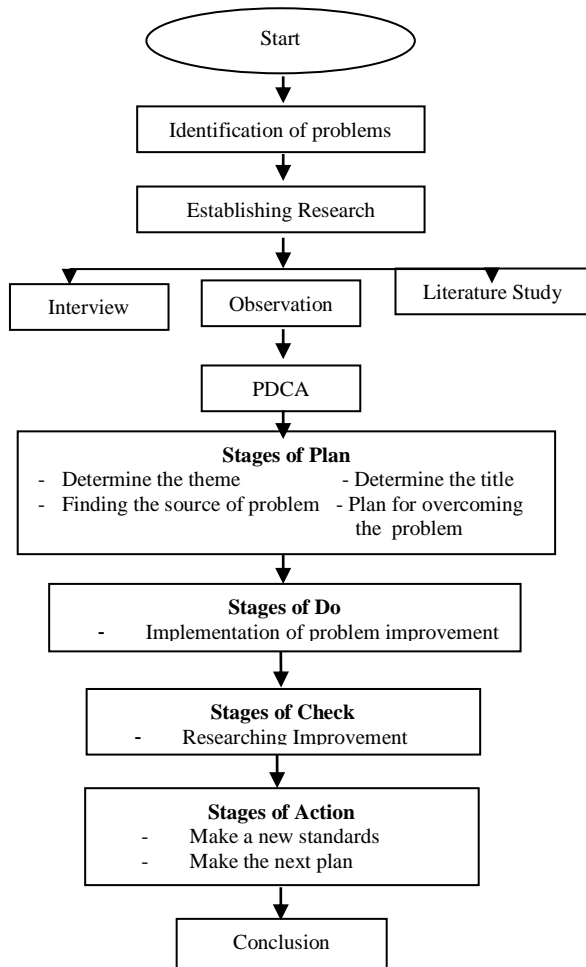 Start
Identification of problems
Establishing Research
Interview
Observation
Literature Study
PDCA
Stages of Plan
- Determine the theme - Determine the title
- Finding the source of problem - Plan for overcoming
the problem
Stages of Do
- Implementation of problem improvement
Stages of Check
- Researching Improvement
Stages of Action
- Make a new standards
- Make the next plan
Conclusion